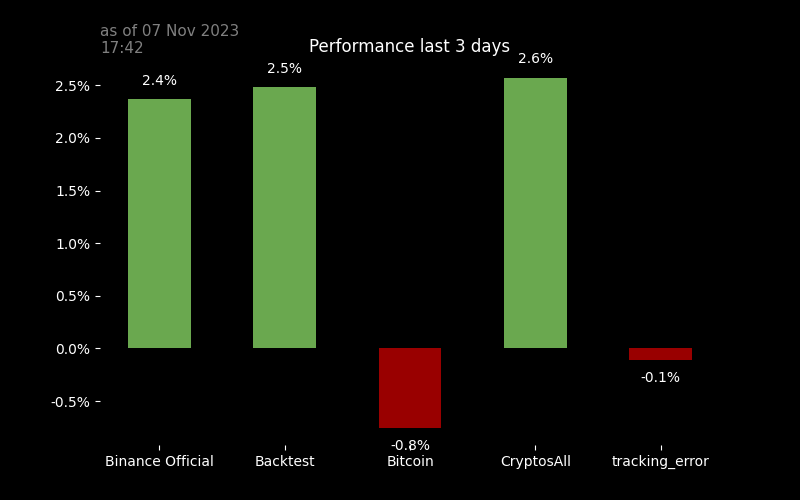 as of 07 Nov 2023
17:42
Performance last 3 days
2.4%
2.5%
2.6%
2.5%
2.0%
1.5%
1.0%
0.5%
0.0%
-0.5%
-0.1%
-0.8%
Binance Official
Backtest
Bitcoin
CryptosAll
tracking_error